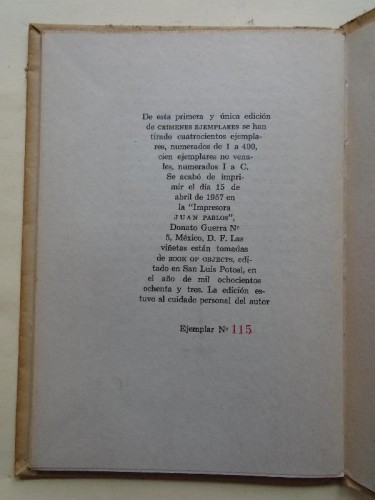 De esta primera y única edición
de CRIMENES EJEMPLARES se han
tirado cuatrocientos ejempla-
res, numerados de 1 a 400,
cien ejemplares no vena-
les, numerados de I a C.
Se acabó de impri-
mir el día 15 de
abril de 1957 en
la "Impresora
JUAN PABLOS",
Donato Guerra Nº
5, México, D. F. Las
viñetas están tomadas
de BOOK OF OBJECTS, edi-
tado en San Luis Potosí, en
el año de mil ochocientos
ochenta y tres. La edición es-
tuvo al cuidado personal del autor
Ejemplar Nº 115